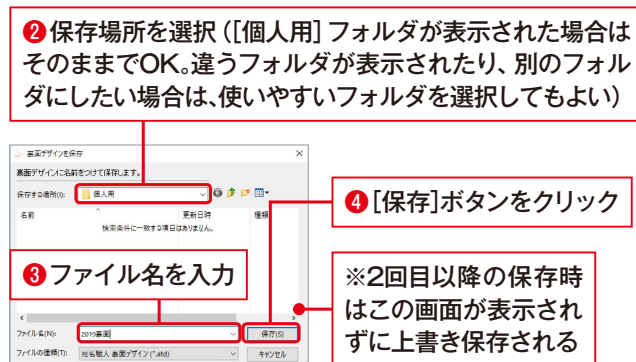 ❷保存場所を選択（[個人用]フォルダが表示された場合は
そのままでOK。違うフォルダが表示されたり、別のフォル
ダにしたい場合は、使いやすいフォルダを選択してもよい）
裏面デザインを保存
裏面デザインに名前をつけて保存します。
保存する場所(I):
個人用
名前
更新日時
種類
検索条件に一致する項目はありません。
❹[保存]ボタンをクリック
❸ファイル名を入力
※2回目以降の保存時
はこの画面が表示され
ずに上書き保存される
ファイル名(N):
2019裏面
保存(S)
ファイルの種類(T):
宛名職人 裏面デザイン (*.atd)
キャンセル